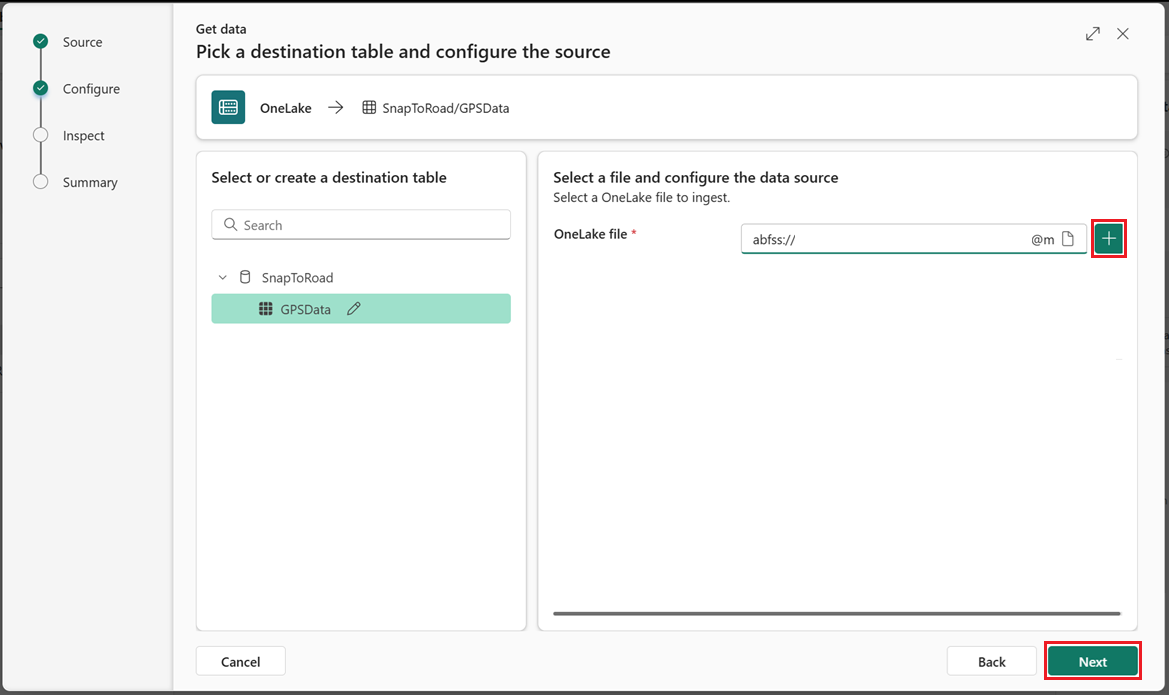 Source
Configure
Inspect
Summary
Get data
Pick a destination table and configure the source
OneLake → SnapToRoad/GPSData
Select or create a destination table
Search
SnapToRoad
GPSData
Select a file and configure the data source
Select a OneLake file to ingest.
OneLake file * abfss:// @m
Cancel
Back
Next